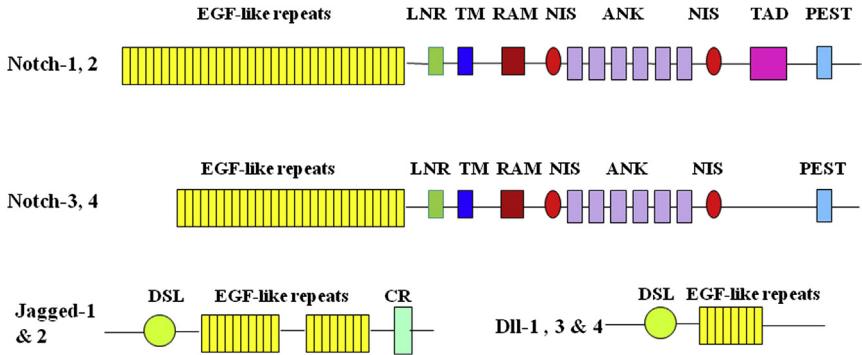 EGF-like repeats LNR TM RAM NIS ANK NIS TAD PEST
Notch-1, 2
EGF-like repeats LNR TM RAM NIS ANK NIS PEST
Notch-3, 4
DSL EGF-like repeats CR
Jagged-1
& 2
DSL EGF-like repeats
Dll-1 , 3 & 4